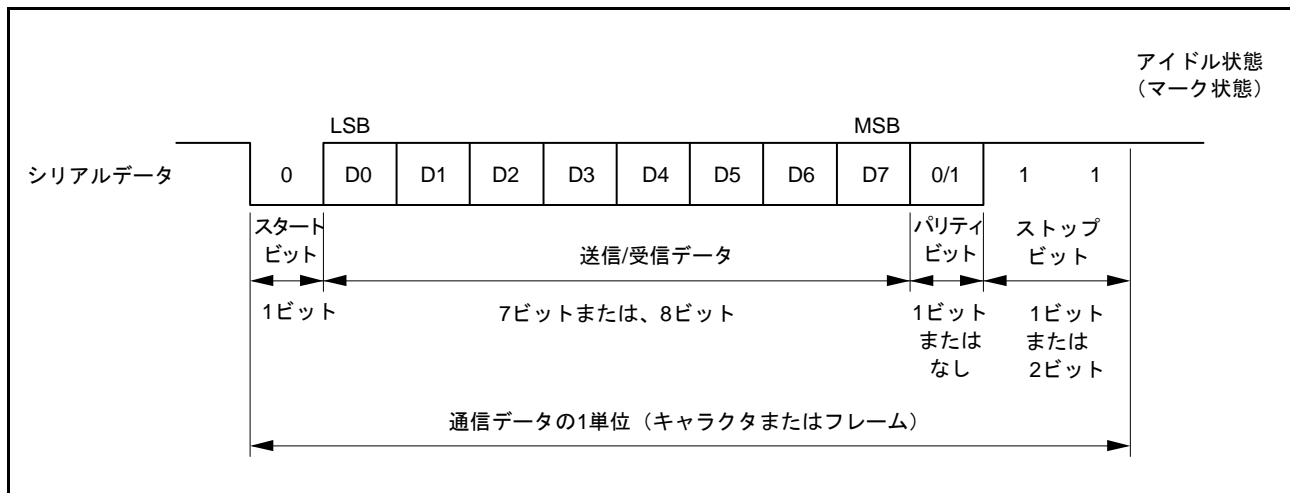 アイドル状態
（マーク状態）
LSB
MSB
シリアルデータ
0
D0
D1
D2
D3
D4
D5
D6
D7
0/1
1
1
スタート
ビット
送信/受信データ
パリティ
ビット
ストップ
ビット
1ビット
7ビットまたは、8ビット
1ビット
または
なし
1ビット
または
2ビット
通信データの1単位（キャラクタまたはフレーム）